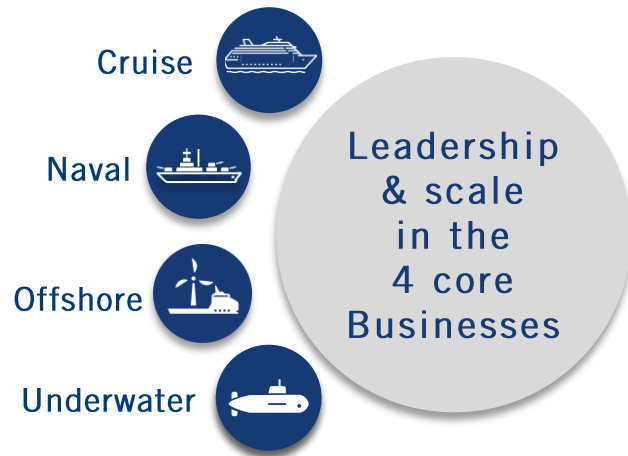 Cruise
Naval
Offshore
Underwater
Leadership
& scale
in the
4 core
Businesses